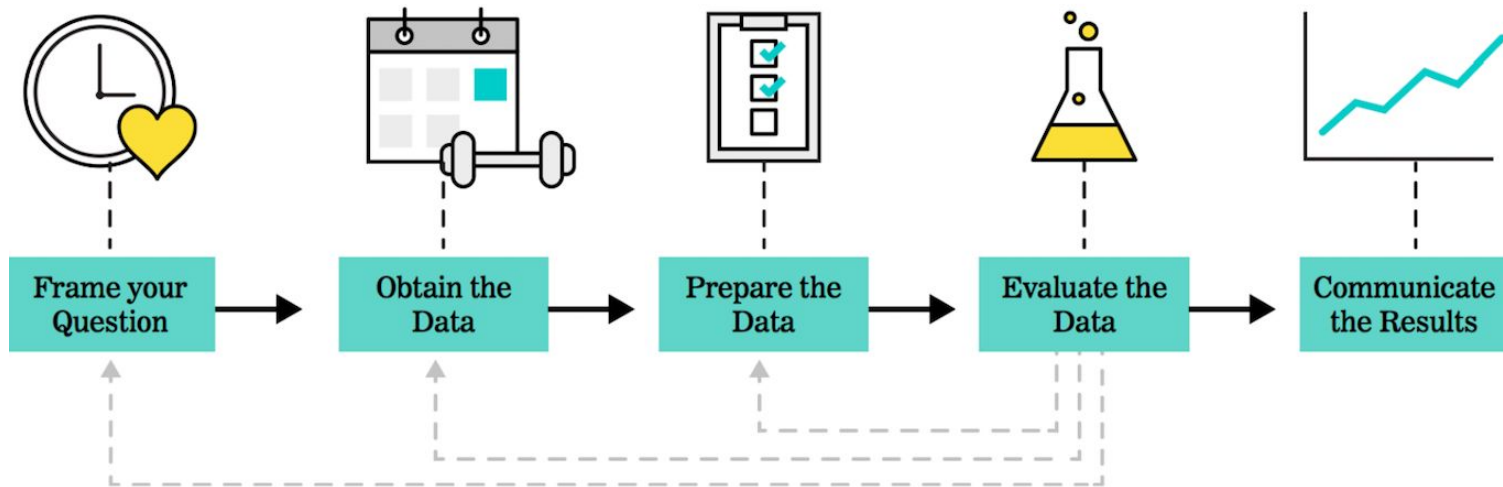 Frame your
Question
Obtain the
Data
Prepare the
Data
Evaluate the
Data
Communicate
the Results